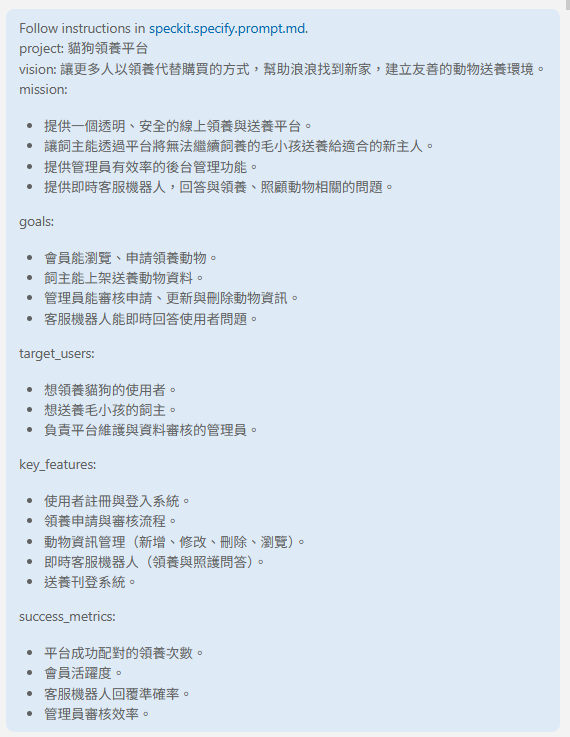 Follow instructions in speckit.specify.prompt.md.
project: 貓狗領養平台
vision: 讓更多人以領養代替購買的方式，幫助浪浪找到新家，建立友善的動物送養環境。
mission:
• 提供一個透明、安全的線上領養與送養平台。
• 讓飼主能透過平台將無法繼續飼養的毛小孩送養給適合的新主人。
• 提供管理員有效率的後台管理功能。
• 提供即時客服機器人，回答與領養、照顧動物相關的問題。
goals:
• 會員能瀏覽、申請領養動物。
• 飼主能上架送養動物資料。
• 管理員能審核申請、更新與刪除動物資訊。
• 客服機器人能即時回答使用者問題。
target_users:
• 想領養貓狗的使用者。
• 想送養毛小孩的飼主。
• 負責平台維護與資料審核的管理員。
key_features:
• 使用者註冊與登入系統。
• 領養申請與審核流程。
• 動物資訊管理（新增、修改、刪除、瀏覽）。
• 即時客服機器人（領養與照護問答）。
• 送養刊登系統。
success_metrics:
• 平台成功配對的領養次數。
• 會員活躍度。
• 客服機器人回覆準確率。
• 管理員審核效率。